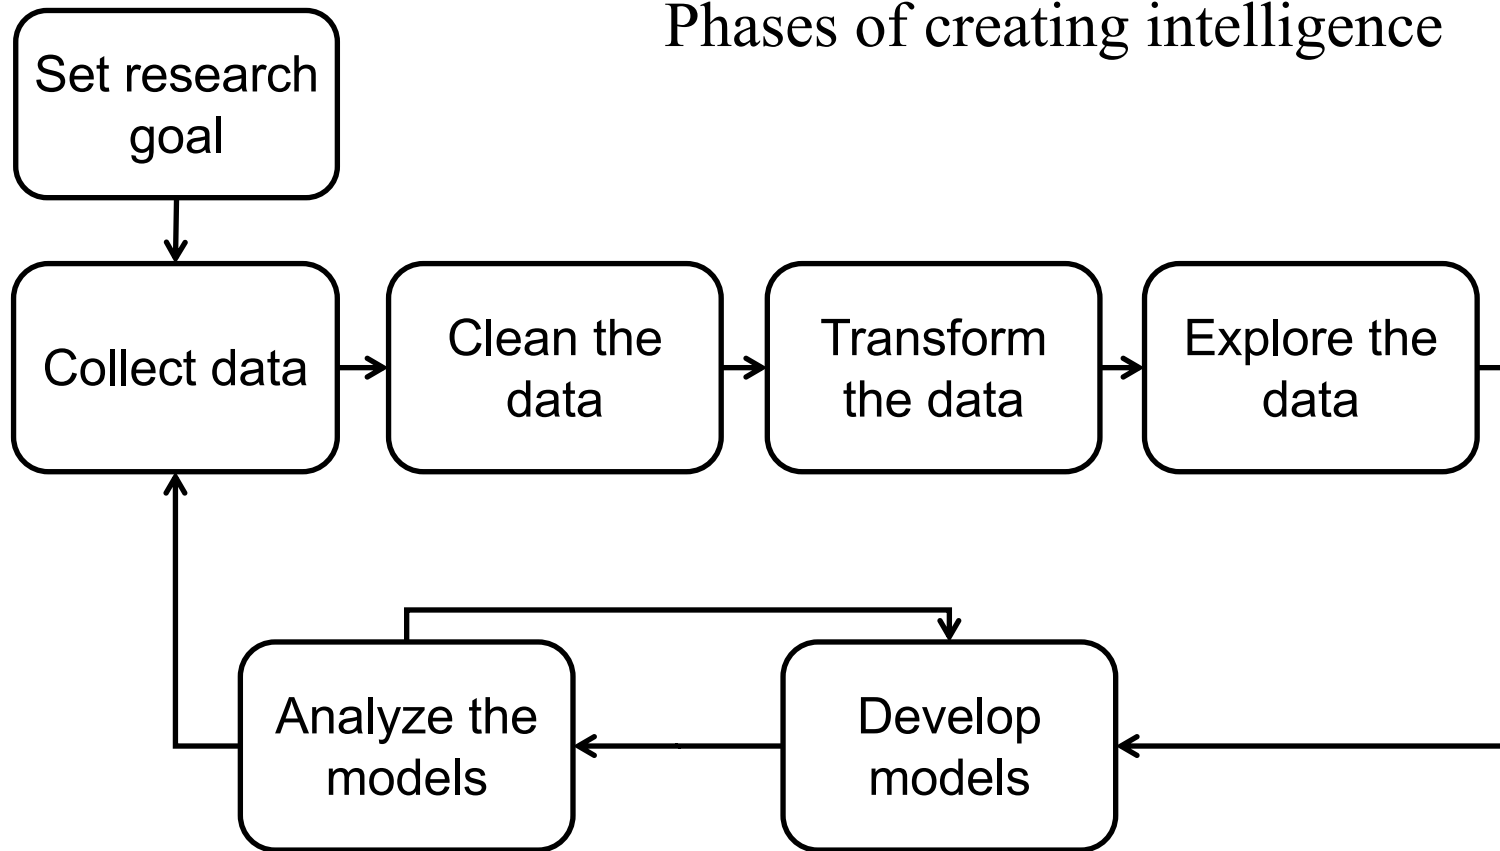 Phases of creating intelligence
Set research
goal
Collect data
Clean the
data
Transform
the data
Explore the
data
Analyze the
models
Develop
models